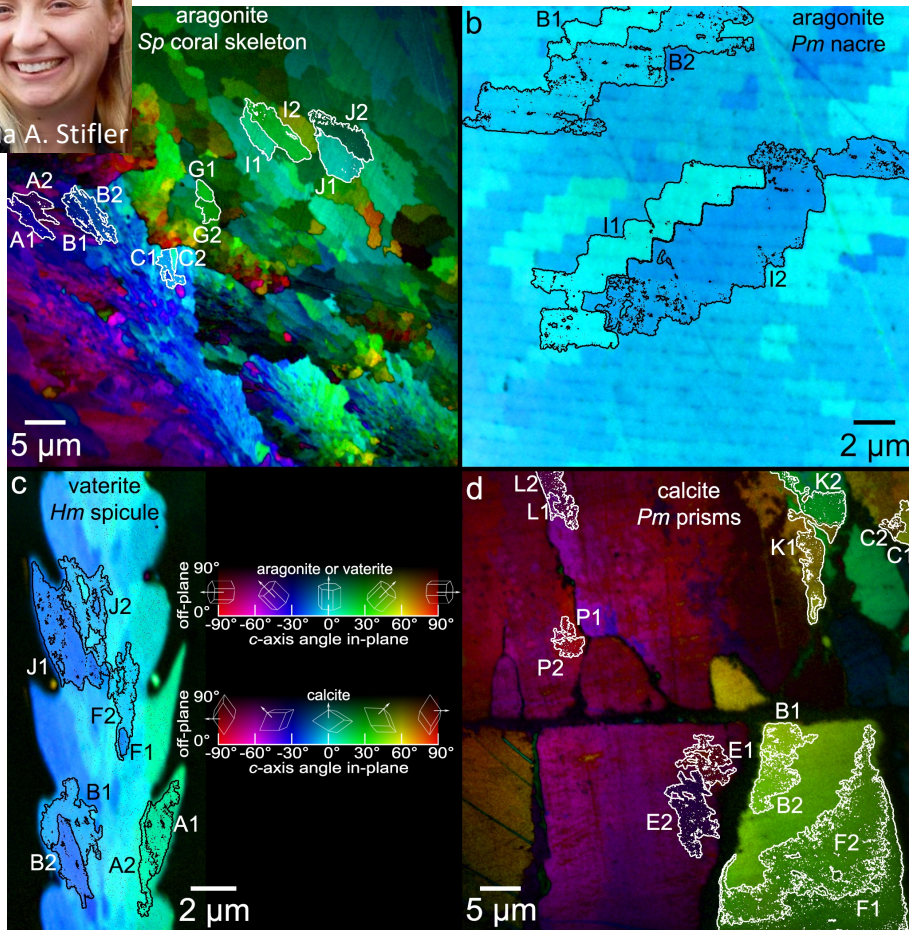 A. Stifler
aragonite
Sp coral skeleton
A2
A1
B2
B1
C1
C2
G1
G2
I2
I1
J2
J1
5 µm
b
aragonite
Pm nacre
B1
B2
I1
I2
2 µm
c
vaterite
Hm spicule
J2
J1
F2
F1
B1
B2
A1
A2
2 µm
aragonite or vaterite
off-plane
90°
0°
-90° -60° -30° 0° 30° 60° 90°
c-axis angle in-plane
calcite
off-plane
90°
0°
-90° -60° -30° 0° 30° 60° 90°
c-axis angle in-plane
d
calcite
Pm prisms
L2
L1
K2
K1
C2
C1
P1
P2
B1
B2
E1
E2
F2
F1
5 µm